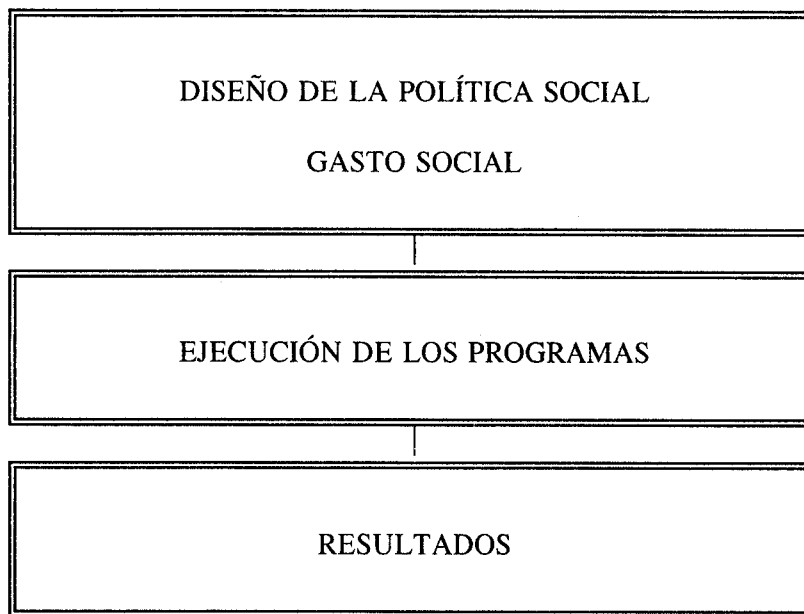 DISEÑO DE LA POLÍTICA SOCIAL
GASTO SOCIAL
EJECUCIÓN DE LOS PROGRAMAS
RESULTADOS